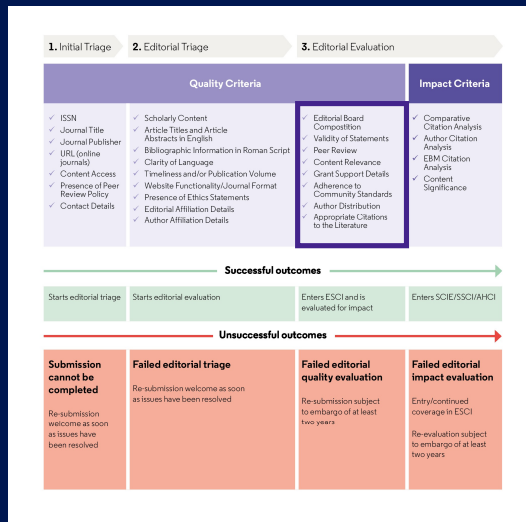 1. Initial Triage
2. Editorial Triage
3. Editorial Evaluation
Quality Criteria
Impact Criteria
✓ ISSN
✓ Journal Title
✓ Journal Publisher
✓ URL (online
journals)
✓ Content Access
✓ Presence of Peer
Review Policy
✓ Contact Details
✓ Scholarly Content
✓ Article Titles and Article
Abstracts in English
✓ Bibliographic Information in Roman Script
✓ Clarity of Language
✓ Timeliness and/or Publication Volume
✓ Website Functionality/Journal Format
✓ Presence of Ethics Statements
✓ Editorial Affiliation Details
✓ Author Affiliation Details
✓ Editorial Board
Compostition
✓ Validity of Statements
✓ Peer Review
✓ Content Relevance
✓ Grant Support Details
✓ Adherence to
Community Standards
✓ Author Distribution
✓ Appropriate Citations
to the Literature
✓ Comparative
Citation Analysis
✓ Author Citation
Analysis
✓ EBM Citation
Analysis
✓ Content
Significance
Successful outcomes
Starts editorial triage
Starts editorial evaluation
Enters ESCI and is
evaluated for impact
Enters SCIE/SSCI/AHCI
Unsuccessful outcomes
Submission
cannot be
completed
Re-submission
welcome as soon
as issues have
been resolved
Failed editorial triage
Re-submission welcome as soon
as issues have been resolved
Failed editorial
quality evaluation
Re-submission subject
to embargo of at least
two years
Failed editorial
impact evaluation
Entry/continued
coverage in ESCI
Re-evaluation subject
to embargo of at least
two years